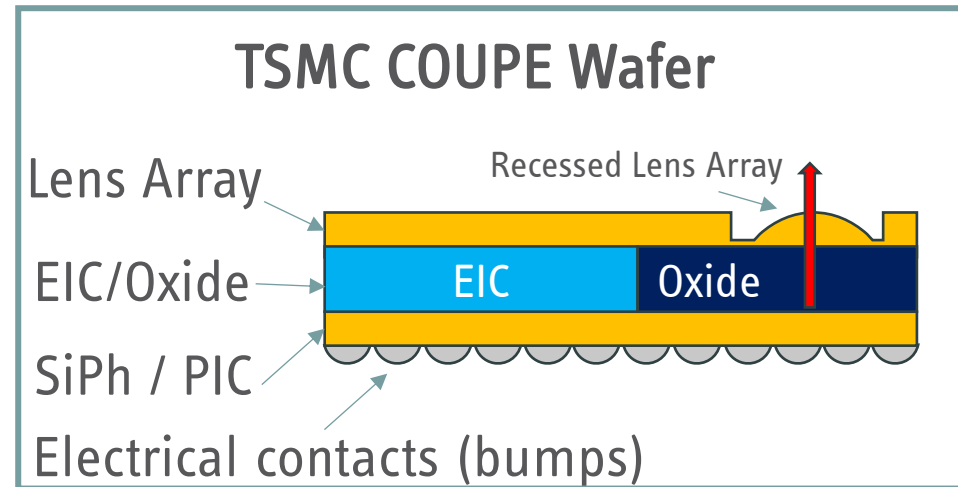 TSMC COUPE Wafer
Recessed Lens Array
Lens Array
EIC/Oxide
EIC
Oxide
SiPh / PIC
Electrical contacts (bumps)